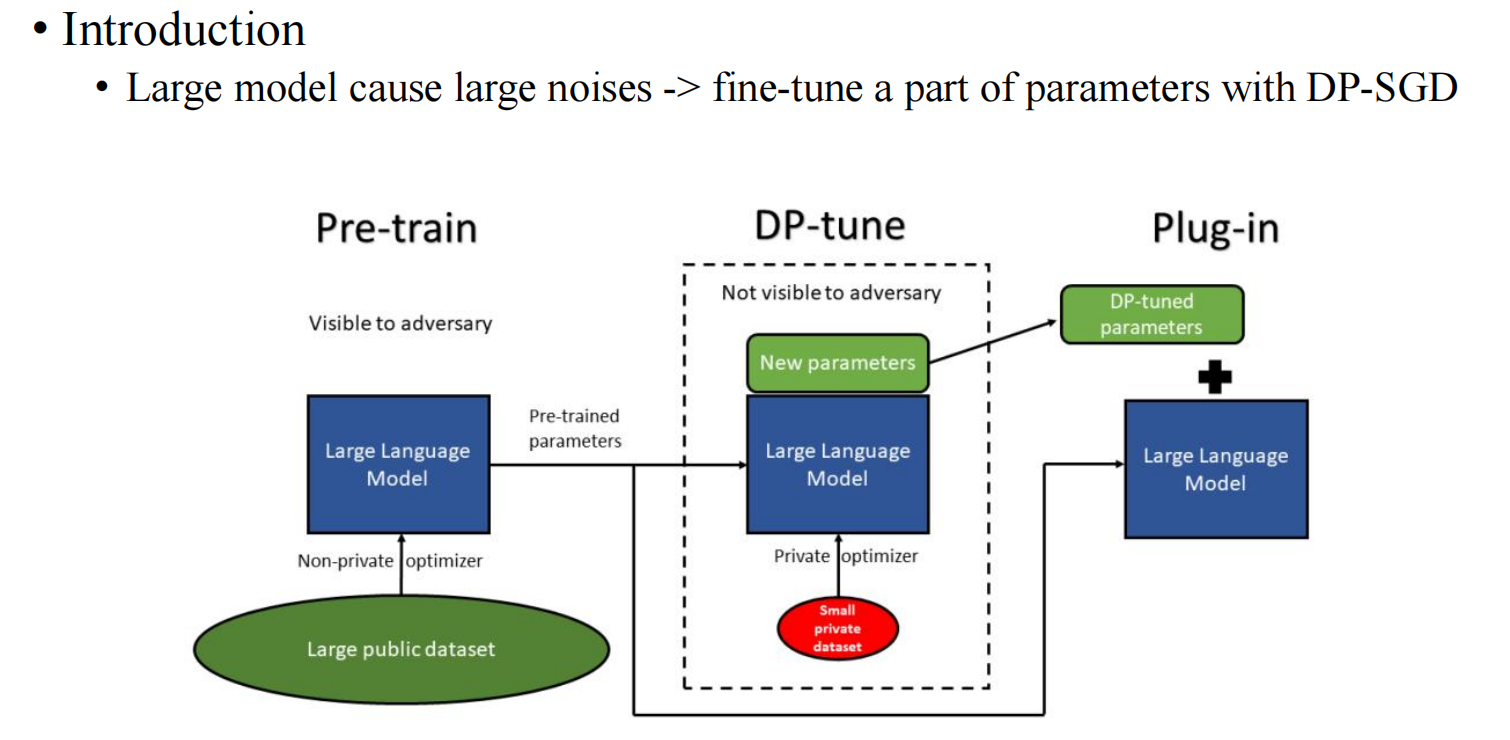 • Introduction
• Large model cause large noises -> fine-tune a part of parameters with DP-SGD
Pre-train
DP-tune
Plug-in
Visible to adversary
Not visible to adversary
DP-tuned
parameters
New parameters
Large Language
Model
Pre-trained
parameters
Large Language
Model
Large Language
Model
Non-private optimizer
Private optimizer
Large public dataset
Small
private
dataset